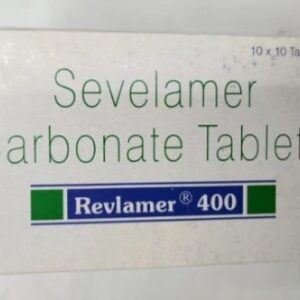 10 x 10 Ta
Sevelamer
arbonate Tablet
Revlamer® 400